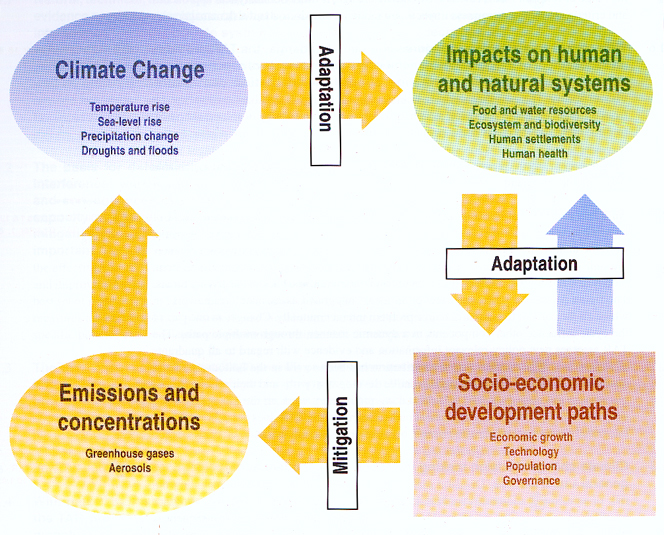 Climate Change
Temperature rise
Sea-level rise
Precipitation change
Droughts and floods
Adaptation
Impacts on human
and natural systems
Food and water resources
Ecosystem and biodiversity
Human settlements
Human health
Adaptation
Emissions and
concentrations
Greenhouse gases
Aerosols
Mitigation
Socio-economic
development paths
Economic growth
Technology
Population
Governance